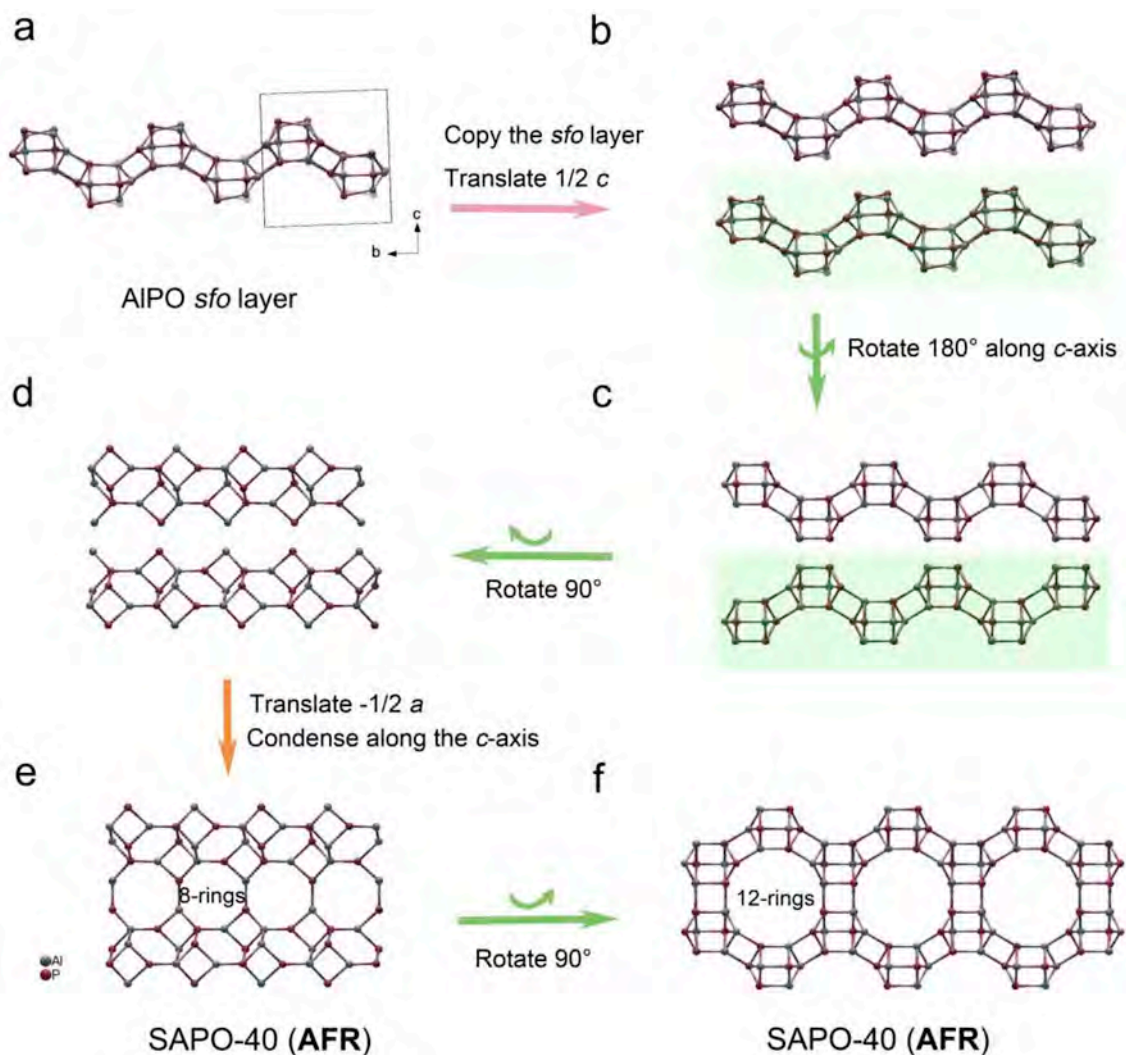 a
b
Copy the sfo layer
Translate 1/2 c
c
b
AlPO sfo layer
Rotate 180° along c-axis
d
c
Rotate 90°
Translate -1/2 a
Condense along the c-axis
e
f
8-rings
12-rings
Rotate 90°
Al
P
SAPO-40 (AFR)
SAPO-40 (AFR)